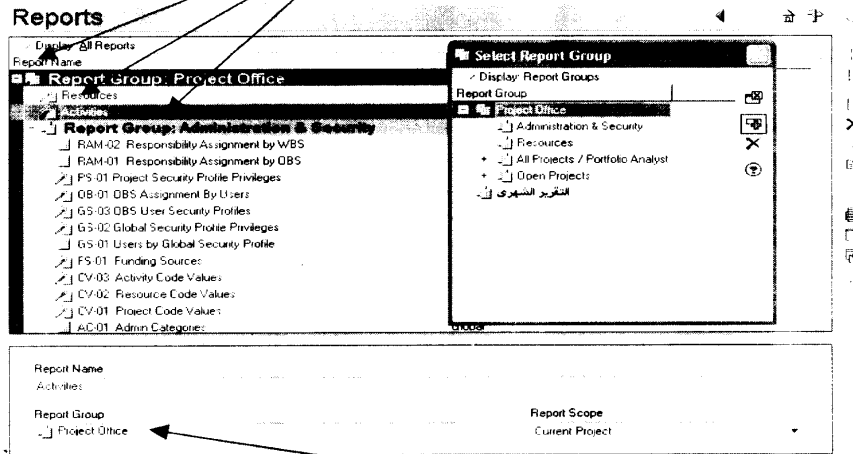 Reports
Display: All Reports
Report Name
Report Group: Project Office
Resources
Activities
Report Group: Administration & Security
RAM-02 Responsibility Assignment by WBS
RAM-01 Responsibility Assignment by OBS
PS-01 Project Security Profile Privileges
OB-01 OBS Assignment By Users
GS-03 OBS User Security Profiles
GS-02 Global Security Profile Privileges
GS-01 Users by Global Security Profile
FS-01 Funding Sources
CV-03 Activity Code Values
CV-02 Resource Code Values
CV-01 Project Code Values
AC-01 Admin Categories
Global
Select Report Group
Display: Report Groups
Report Group
Project Office
Administration & Security
Resources
All Projects / Portfolio Analyst
Open Projects
التقرير الشهرى
Report Name
Activities
Report Group
Project Office
Report Scope
Current Project